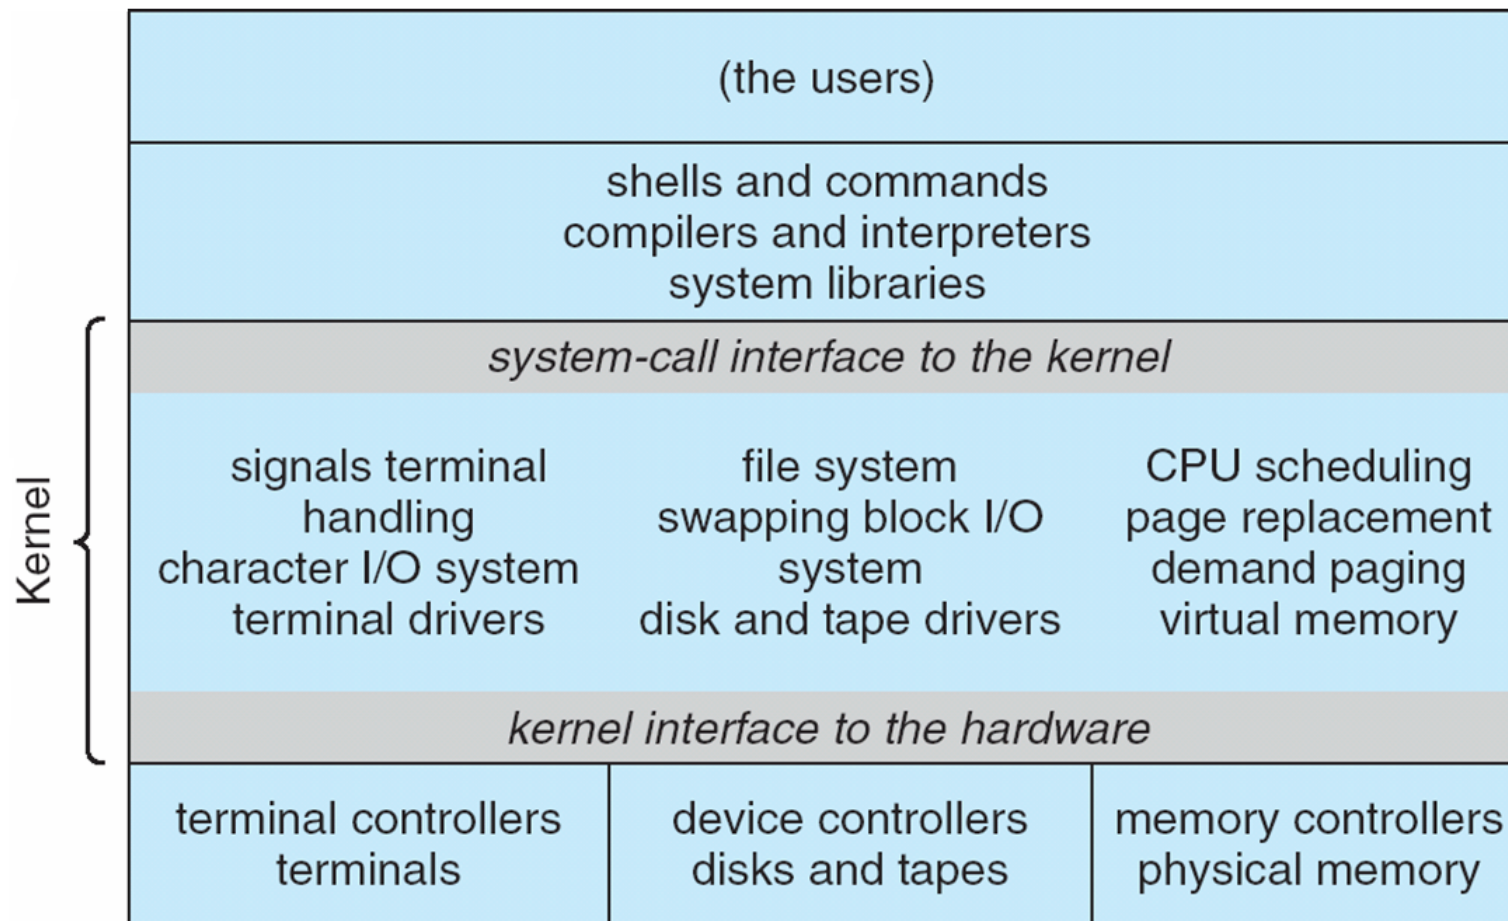 (the users)
shells and commands
compilers and interpreters
system libraries
system-call interface to the kernel
Kernel
signals terminal
handling
character I/O system
terminal drivers
file system
swapping block I/O
system
disk and tape drivers
CPU scheduling
page replacement
demand paging
virtual memory
kernel interface to the hardware
terminal controllers
terminals
device controllers
disks and tapes
memory controllers
physical memory